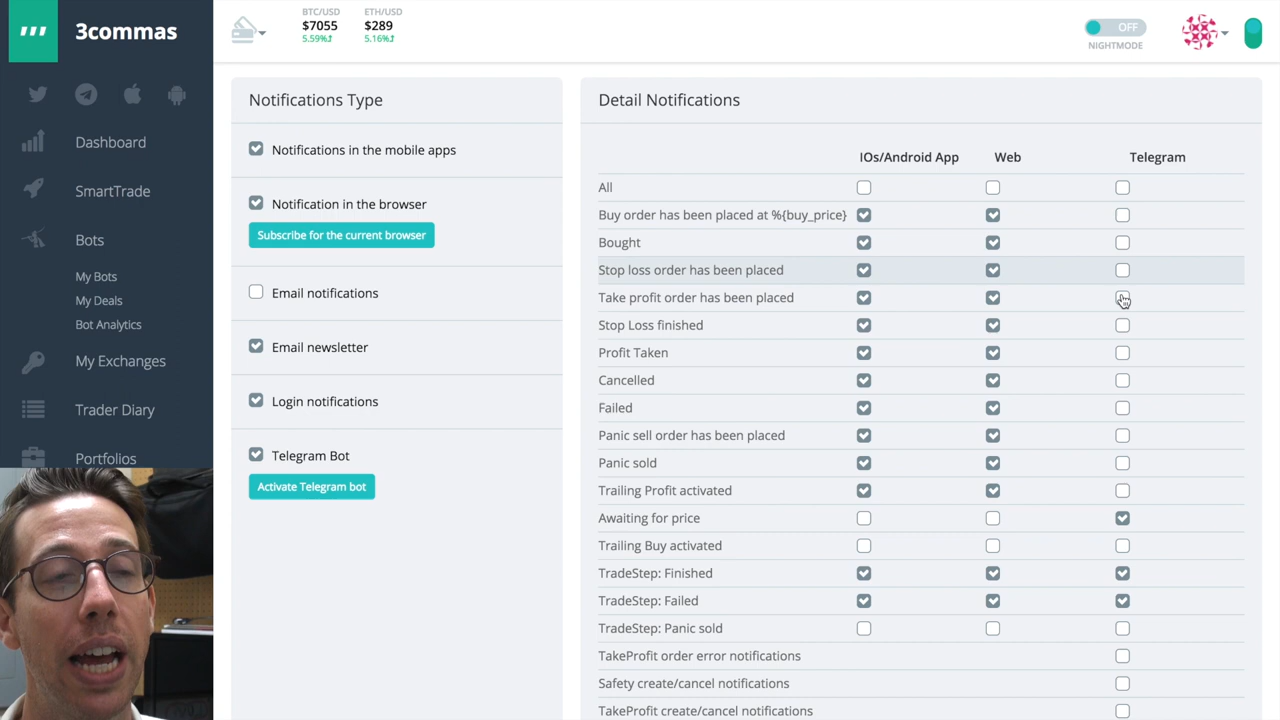 3commas
BTC/USD
$7055
5.59%
ETH/USD
$289
5.16%
OFF
NIGHTMODE
Dashboard
SmartTrade
Bots
My Bots
My Deals
Bot Analytics
My Exchanges
Trader Diary
Portfolios
Notifications Type
Notifications in the mobile apps
Notification in the browser
Subscribe for the current browser
Email notifications
Email newsletter
Login notifications
Telegram Bot
Activate Telegram bot
Detail Notifications
IOs/Android App Web Telegram
All
Buy order has been placed at %{buy_price}
Bought
Stop loss order has been placed
Take profit order has been placed
Stop Loss finished
Profit Taken
Cancelled
Failed
Panic sell order has been placed
Panic sold
Trailing Profit activated
Awaiting for price
Trailing Buy activated
TradeStep: Finished
TradeStep: Failed
TradeStep: Panic sold
TakeProfit order error notifications
Safety create/cancel notifications
TakeProfit create/cancel notifications